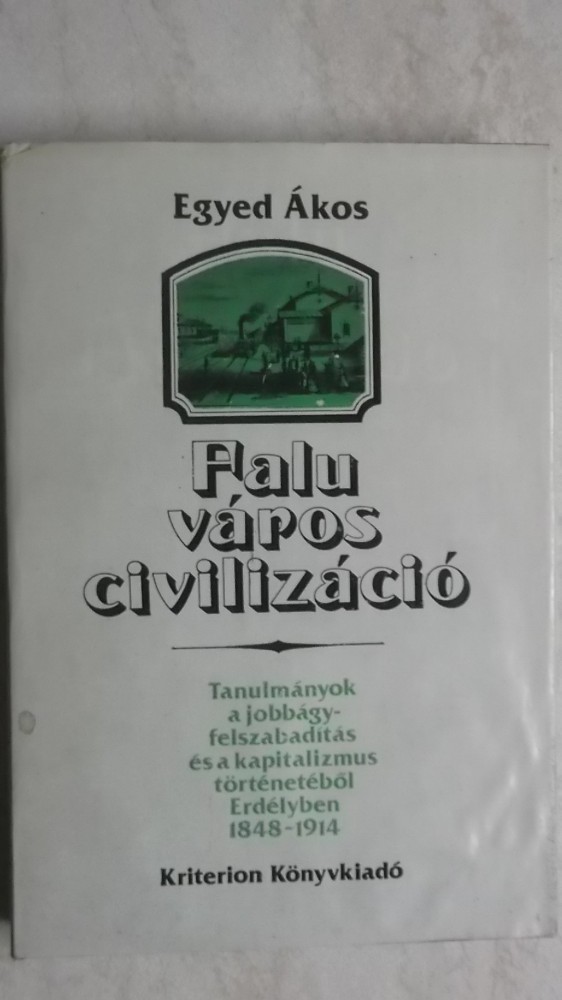 Egyed Ákos
Falu
város
civilizáció
Tanulmányok
a jobbágy-
felszabadítás
és a kapitalizmus
történetéből
Erdélyben
1848-1914
Kriterion Könyvkiadó